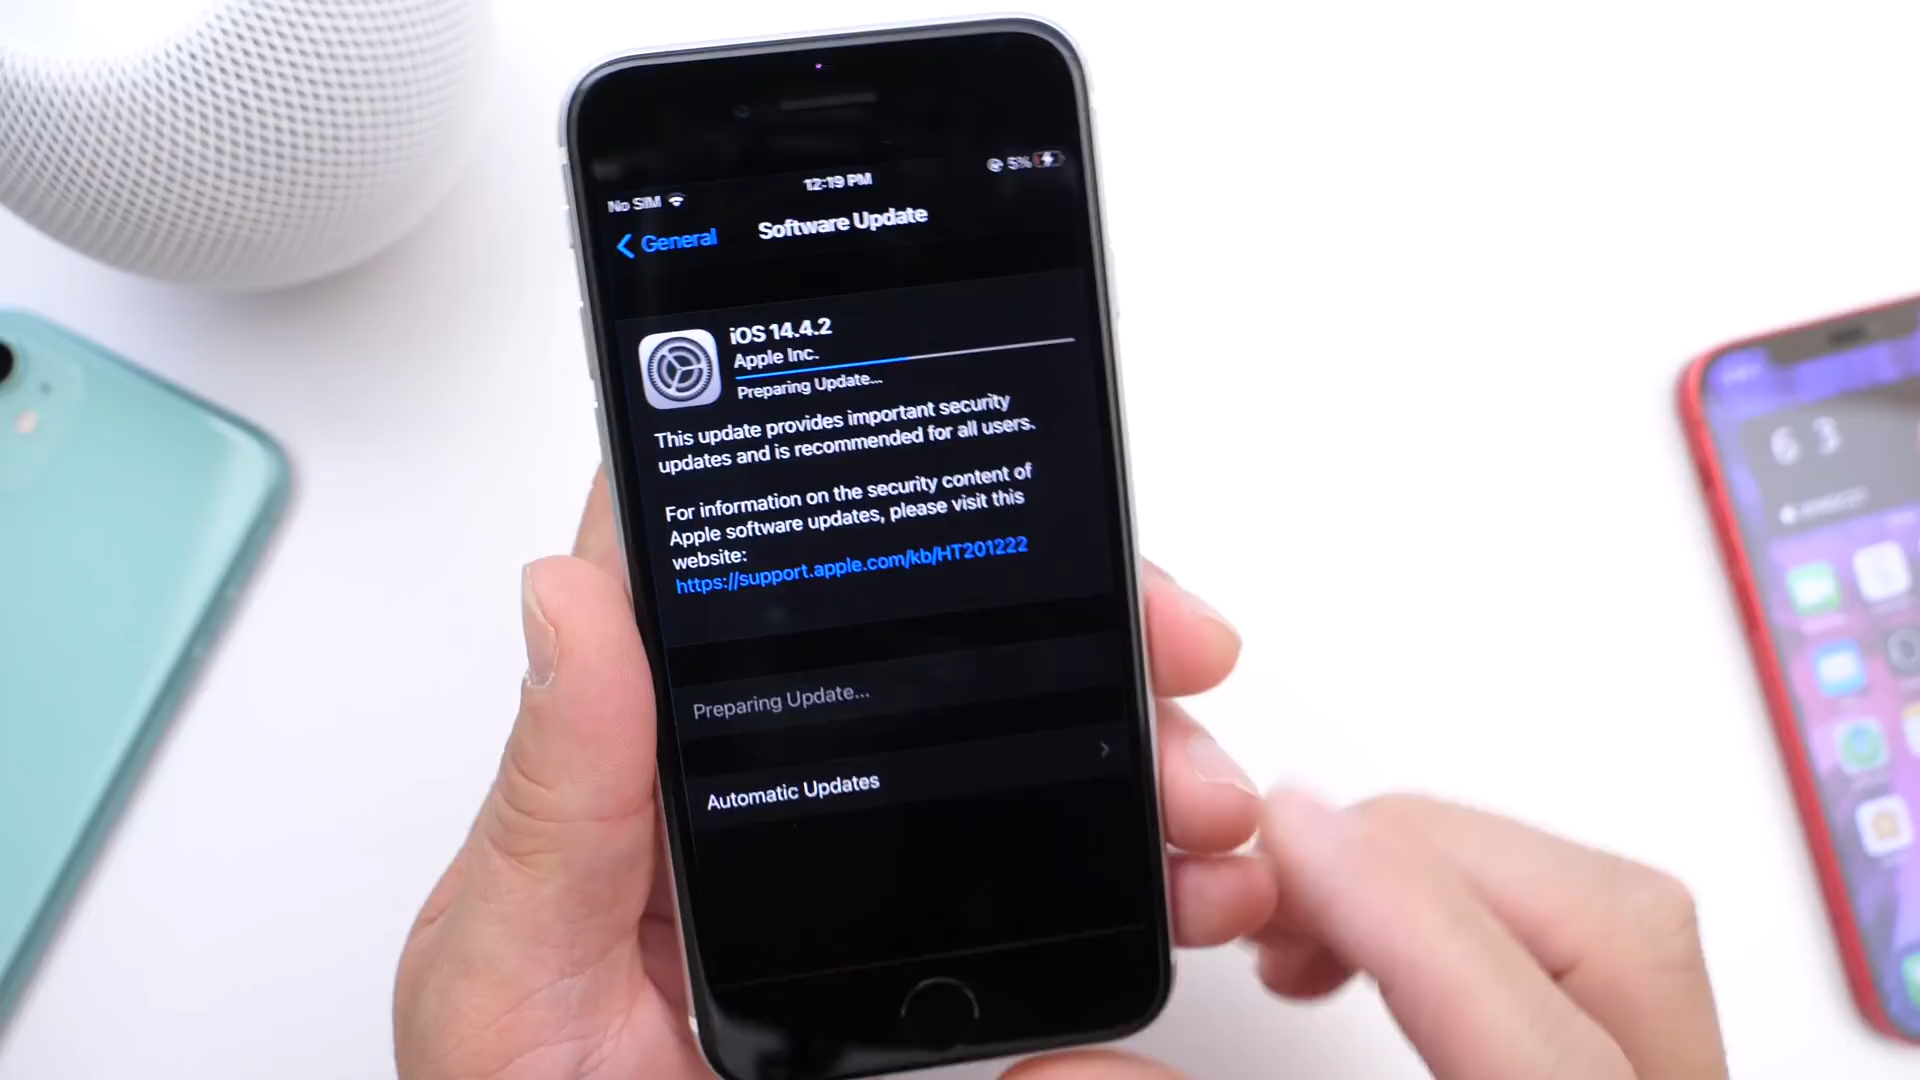 12:19 PM
5%
No SIM
General
Software Update
iOS 14.4.2
Apple Inc.
Preparing Update...
This update provides important security
updates and is recommended for all users.
For information on the security content of
Apple software updates, please visit this
website:
https://support.apple.com/kb/HT201222
Preparing Update...
Automatic Updates
63